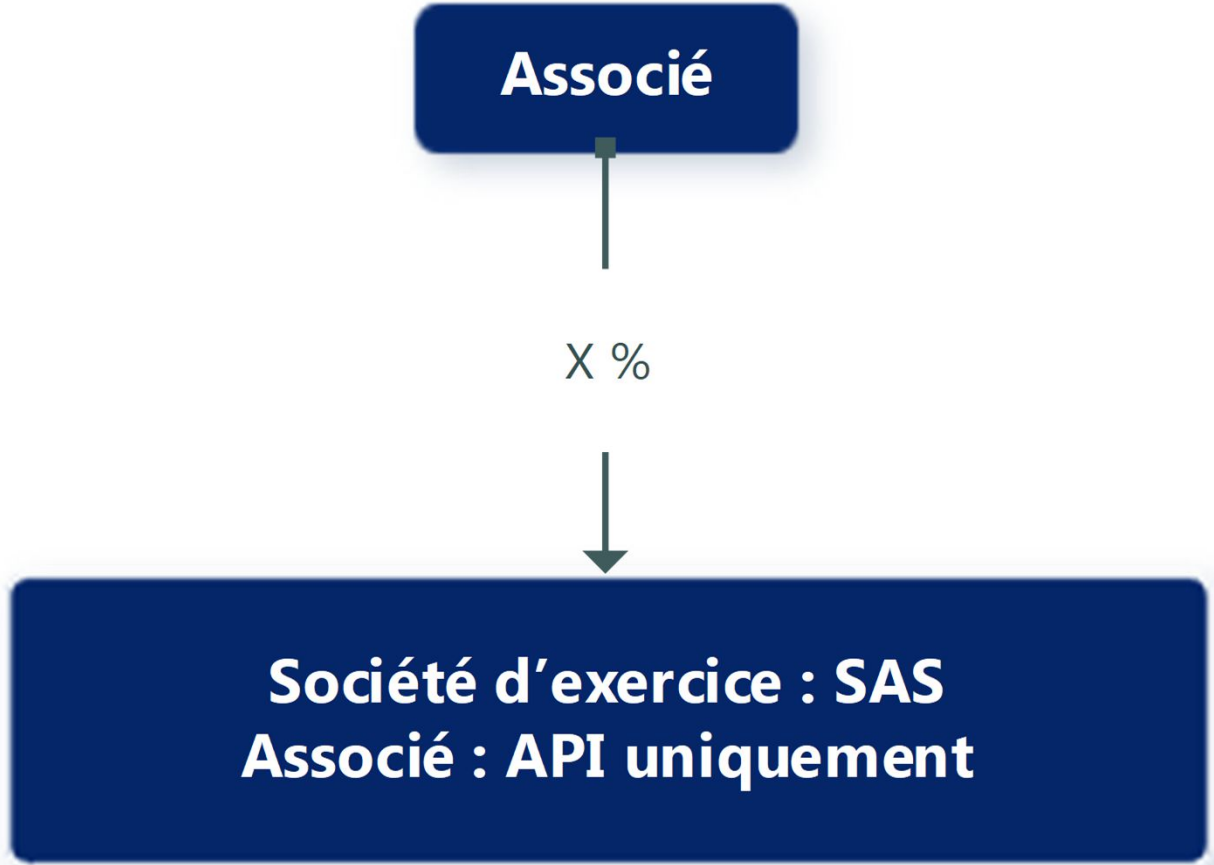 Associé
X %
Société d’exercice : SAS
Associé : API uniquement